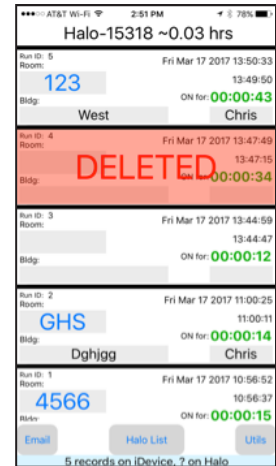 AT&T Wi-Fi 2:51 PM 78%
Halo-15318 ~0.03 hrs
Run ID: 5
Room:
Fri Mar 17 2017 13:50:33
123
13:49:50
Bldg:
ON for: 00:00:43
West Chris
Run ID: 4
Room:
Fri Mar 17 2017 13:47:49
13:47:15
DELETED
Bldg:
ON for: 00:00:34
Run ID: 3
Room:
Fri Mar 17 2017 13:44:59
13:44:47
Bldg:
ON for: 00:00:12
Run ID: 2
Room:
Fri Mar 17 2017 11:00:25
GHS
11:00:11
Bldg:
ON for: 00:00:14
Dghjgg Chris
Run ID: 1
Room:
Fri Mar 17 2017 10:56:52
4566
10:56:37
Bldg:
ON for: 00:00:15
Email Halo List Utils
5 records on iDevice, ? on Halo